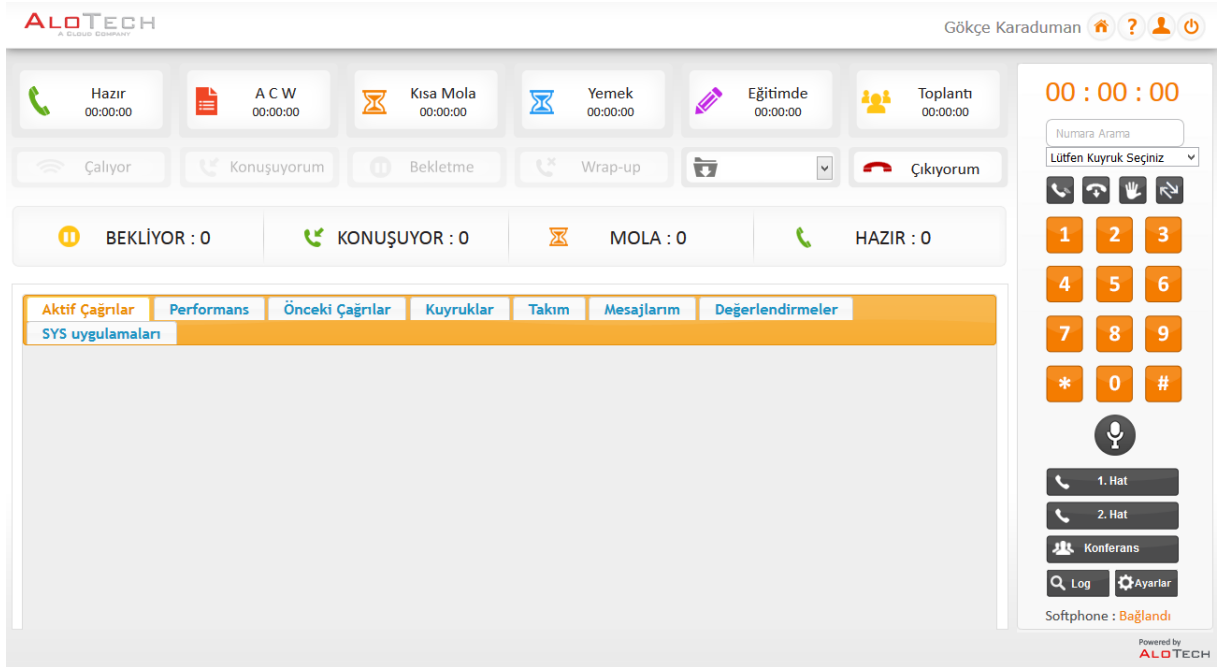 ALOTECH
A CLOUD COMPANY
Gökçe Karaduman
?
Hazır
00:00:00
A C W
00:00:00
Kısa Mola
00:00:00
Yemek
00:00:00
Eğitimde
00:00:00
Toplantı
00:00:00
Çalıyor
Konuşuyorum
Bekletme
Wrap-up
Çıkıyorum
BEKLİYOR : 0
KONUŞUYOR : 0
MOLA : 0
HAZIR : 0
Aktif Çağrılar
Performans
Önceki Çağrılar
Kuyruklar
Takım
Mesajlarım
Değerlendirmeler
SYS uygulamaları
00 : 00 : 00
Numara Arama
Lütfen Kuyruk Seçiniz
1 2 3
4 5 6
7 8 9
* 0 #
1. Hat
2. Hat
Konferans
Log
Ayarlar
Softphone : Bağlandı
Powered by
ALOTECH